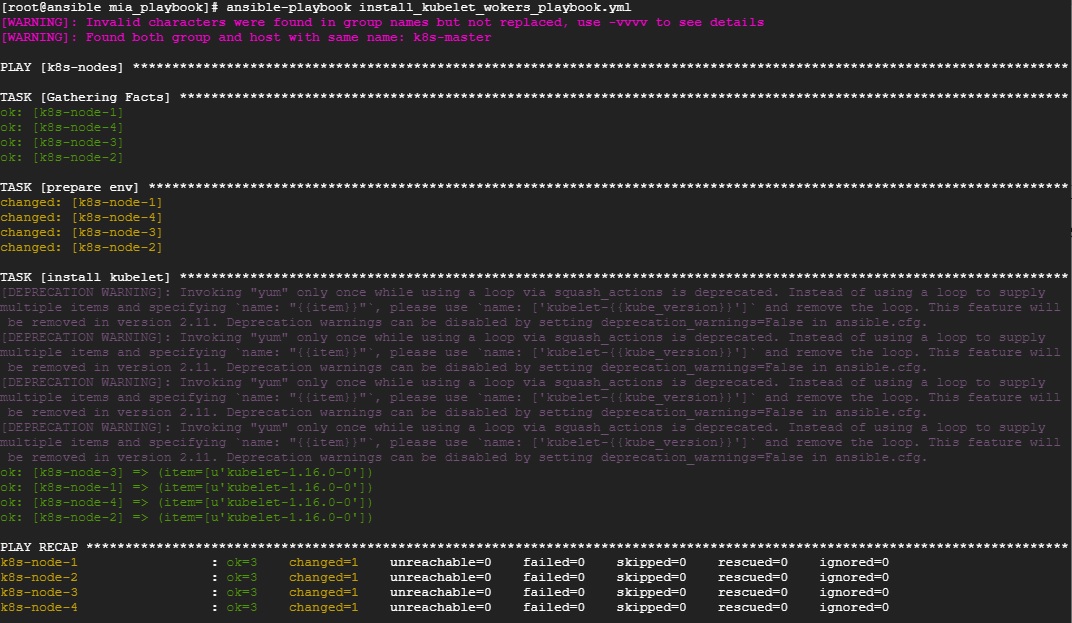 [root@ansible mia_playbook]# ansible-playbook install_kubelet_wokers_playbook.yml
[WARNING]: Invalid characters were found in group names but not replaced, use -vvvv to see details
[WARNING]: Found both group and host with same name: k8s-master
PLAY [k8s-nodes] ************************************************************************************************************************
TASK [Gathering Facts] ******************************************************************************************************************
ok: [k8s-node-1]
ok: [k8s-node-4]
ok: [k8s-node-3]
ok: [k8s-node-2]
TASK [prepare env] **********************************************************************************************************************
changed: [k8s-node-1]
changed: [k8s-node-4]
changed: [k8s-node-3]
changed: [k8s-node-2]
TASK [install kubelet] ******************************************************************************************************************
[DEPRECATION WARNING]: Invoking "yum" only once while using a loop via squash_actions is deprecated. Instead of using a loop to supply
multiple items and specifying `name: "{{item}}"`, please use `name: ['kubelet-{{kube_version}}']` and remove the loop. This feature will
be removed in version 2.11. Deprecation warnings can be disabled by setting deprecation_warnings=False in ansible.cfg.
[DEPRECATION WARNING]: Invoking "yum" only once while using a loop via squash_actions is deprecated. Instead of using a loop to supply
multiple items and specifying `name: "{{item}}"`, please use `name: ['kubelet-{{kube_version}}']` and remove the loop. This feature will
be removed in version 2.11. Deprecation warnings can be disabled by setting deprecation_warnings=False in ansible.cfg.
[DEPRECATION WARNING]: Invoking "yum" only once while using a loop via squash_actions is deprecated. Instead of using a loop to supply
multiple items and specifying `name: "{{item}}"`, please use `name: ['kubelet-{{kube_version}}']` and remove the loop. This feature will
be removed in version 2.11. Deprecation warnings can be disabled by setting deprecation_warnings=False in ansible.cfg.
[DEPRECATION WARNING]: Invoking "yum" only once while using a loop via squash_actions is deprecated. Instead of using a loop to supply
multiple items and specifying `name: "{{item}}"`, please use `name: ['kubelet-{{kube_version}}']` and remove the loop. This feature will
be removed in version 2.11. Deprecation warnings can be disabled by setting deprecation_warnings=False in ansible.cfg.
ok: [k8s-node-3] => (item=[u'kubelet-1.16.0-0'])
ok: [k8s-node-1] => (item=[u'kubelet-1.16.0-0'])
ok: [k8s-node-4] => (item=[u'kubelet-1.16.0-0'])
ok: [k8s-node-2] => (item=[u'kubelet-1.16.0-0'])
PLAY RECAP ******************************************************************************************************************************
k8s-node-1 : ok=3 changed=1 unreachable=0 failed=0 skipped=0 rescued=0 ignored=0
k8s-node-2 : ok=3 changed=1 unreachable=0 failed=0 skipped=0 rescued=0 ignored=0
k8s-node-3 : ok=3 changed=1 unreachable=0 failed=0 skipped=0 rescued=0 ignored=0
k8s-node-4 : ok=3 changed=1 unreachable=0 failed=0 skipped=0 rescued=0 ignored=0